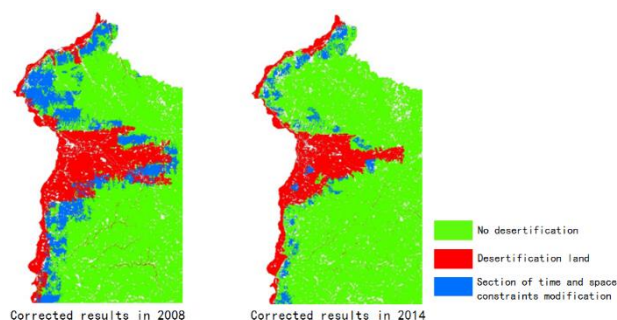 No desertification
Desertification land
Section of time and space
constraints modification
Corrected results in 2008
Corrected results in 2014